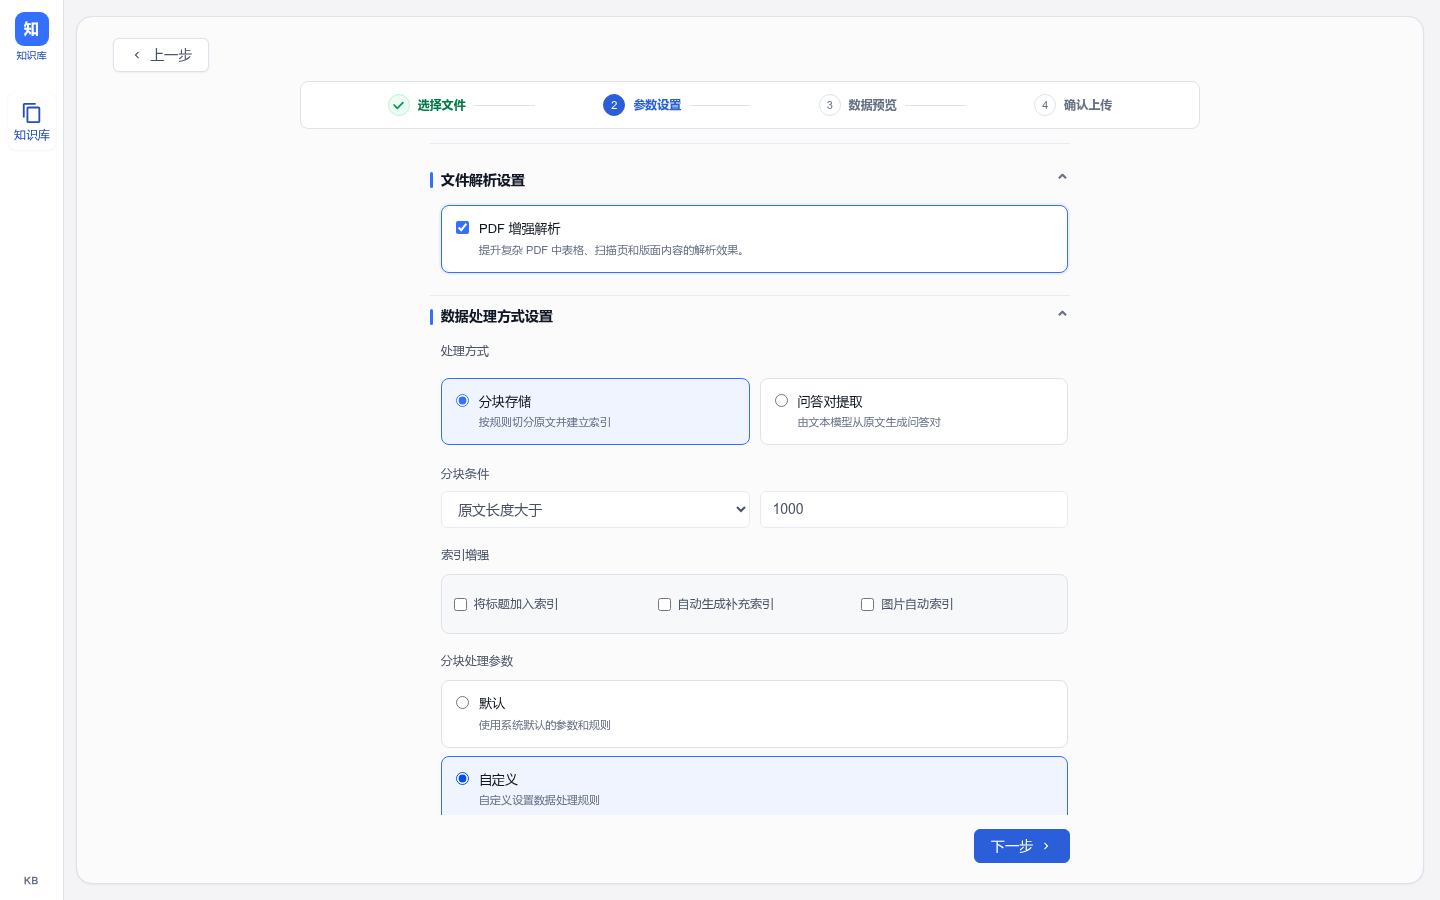 知
知识库
知识库
KB
上一步
选择文件
2 参数设置
3 数据预览
4 确认上传
文件解析设置
PDF 增强解析
提升复杂 PDF 中表格、扫描页和版面内容的解析效果。
数据处理方式设置
处理方式
分块存储
按规则切分原文并建立索引
问答对提取
由文本模型从原文生成问答对
分块条件
原文长度大于
1000
索引增强
将标题加入索引
自动生成补充索引
图片自动索引
分块处理参数
默认
使用系统默认的参数和规则
自定义
自定义设置数据处理规则
下一步